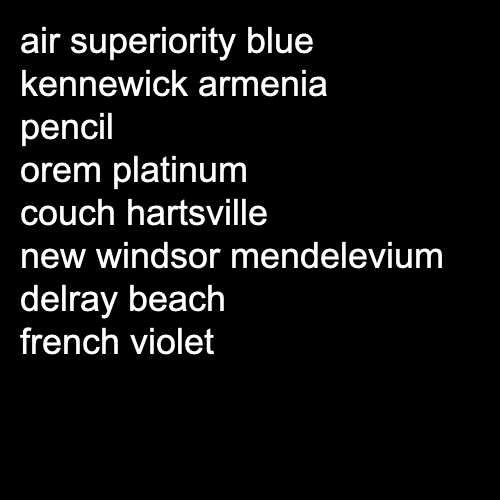 air superiority blue
kennewick armenia
pencil
orem platinum
couch hartsville
new windsor mendelevium
delray beach
french violet